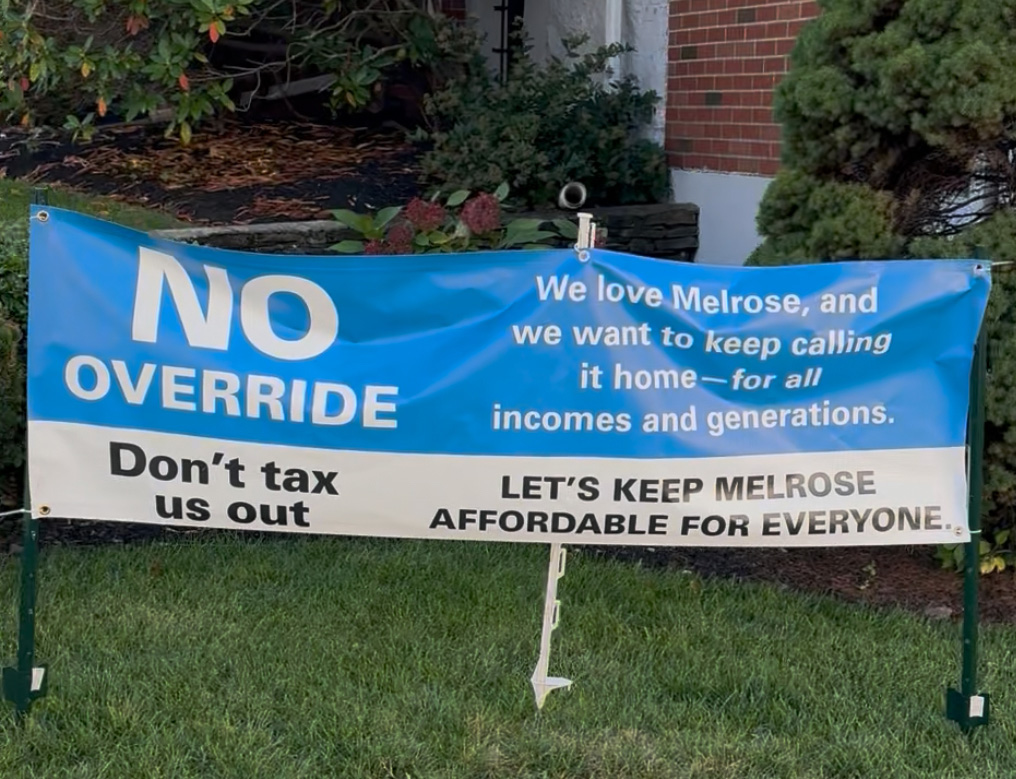 NO
OVERRIDE
Don't tax
us out
We love Melrose, and
we want to keep calling
it home—for all
incomes and generations.
LET'S KEEP MELROSE
AFFORDABLE FOR EVERYONE.